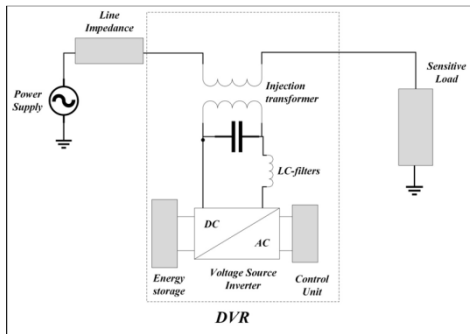 Line
Impedance
Power
Supply
Injection
transformer
Sensitive
Load
LC-filters
DC
AC
Energy
storage
Voltage Source
Inverter
Control
Unit
DVR